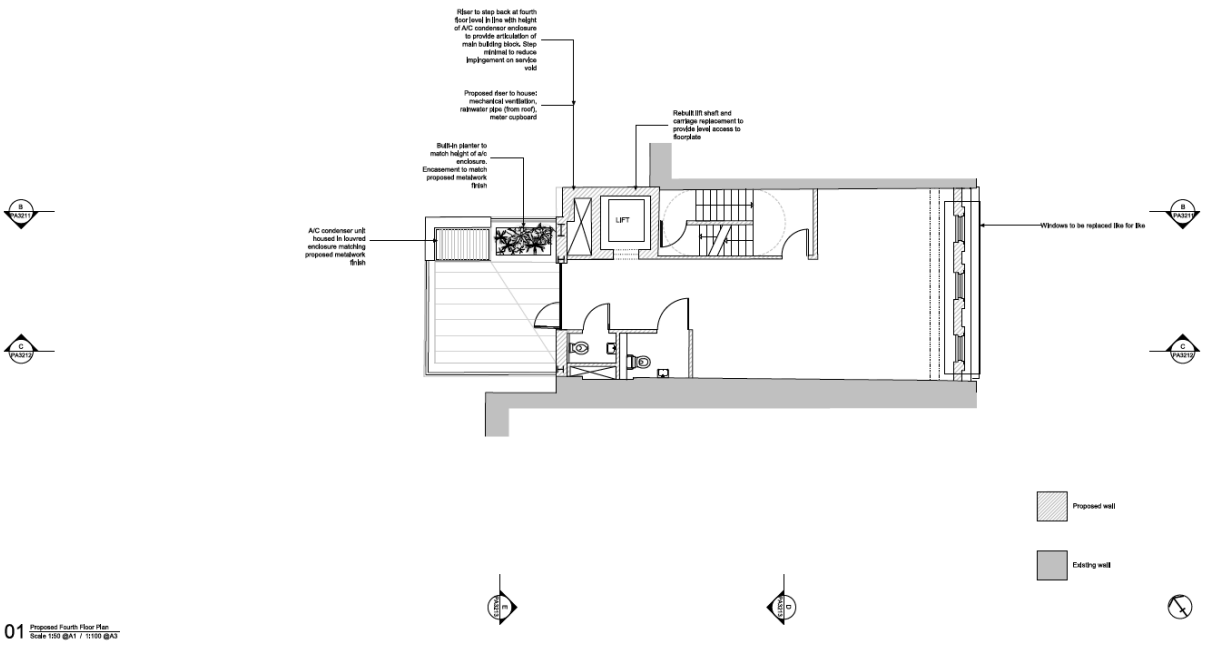 Riser to step back at fourth
floor level in line with height
of A/C condensor enclosure
to provide articulation of
main building block. Step
minimal to reduce
impingement on service
void
Proposed riser to house:
mechanical ventilation,
rainwater pipe (from roof),
meter cupboard
Rebuilt lift shaft and
carriage replacement to
provide level access to
floorplate
Built-in planter to
match height of a/c
enclosure.
Encasement to match
proposed metalwork
finish
B
PA3211
B
PA3211
LIFT
Windows to be replaced like for like
A/C condenser unit
housed in louvred
enclosure matching
proposed metalwork
finish
C
PA3212
C
PA3212
Proposed wall
Existing wall
E
PA3213
D
PA3213
01
Proposed Fourth Floor Plan
Scale 1:50 @A1 / 1:100 @A3